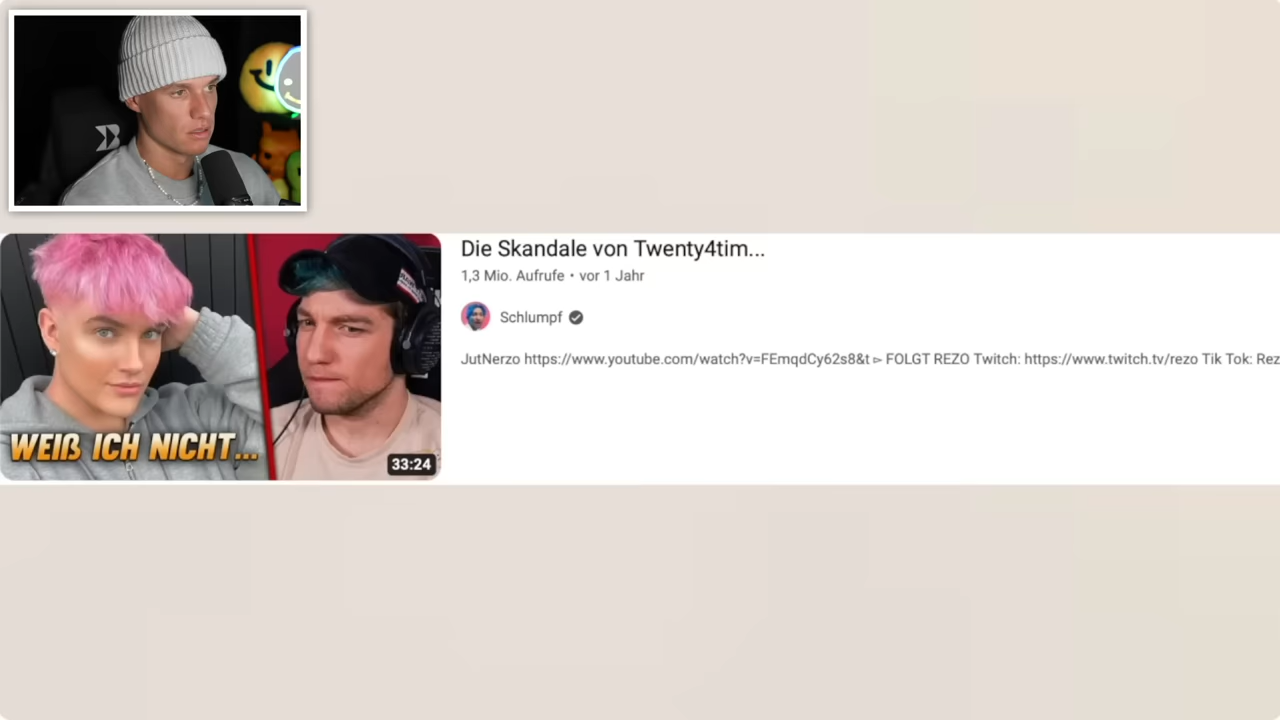 Die Skandale von Twenty4tim...
1,3 Mio. Aufrufe • vor 1 Jahr
Schlumpf
JutNerzo https://www.youtube.com/watch?v=FEmqdCy62s8&t ▻ FOLGT REZO Twitch: https://www.twitch.tv/rezo Tik Tok: Rez
WEIß ICH NICHT...
33:24